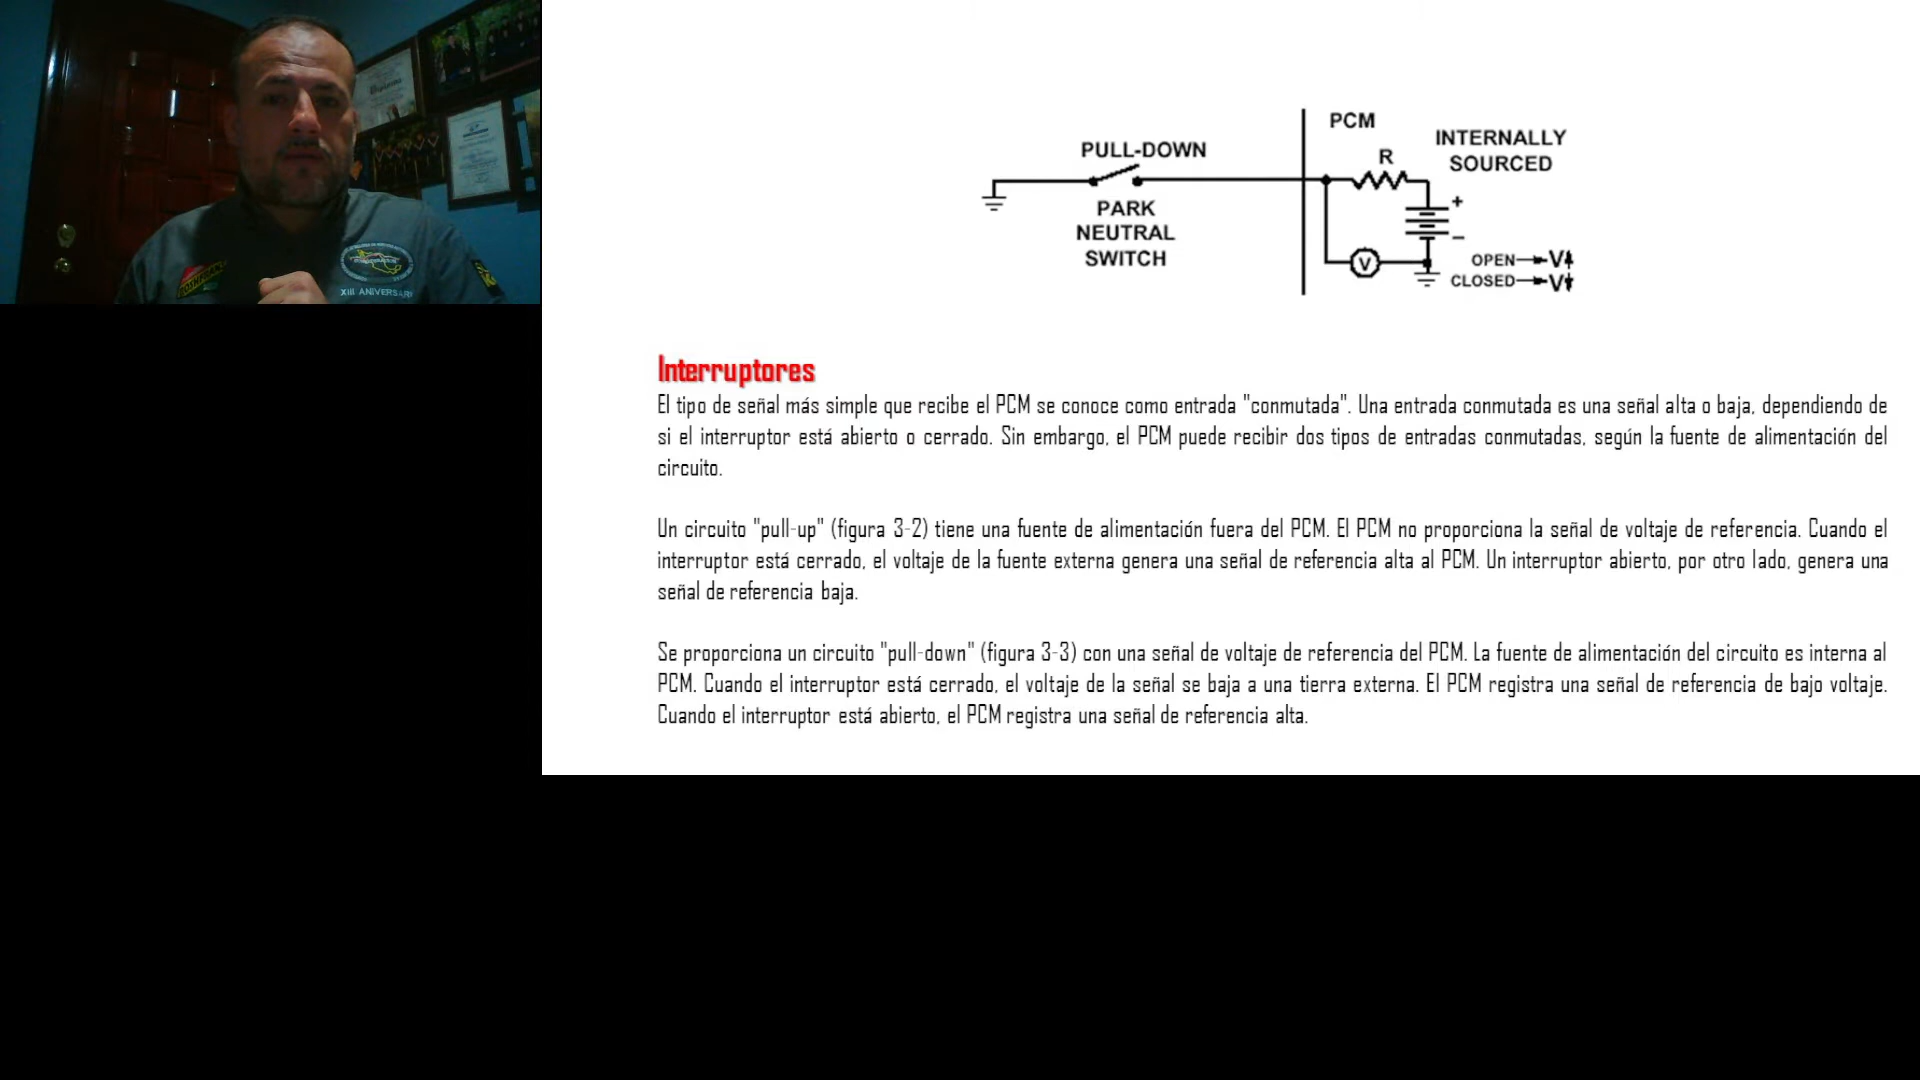 Diploma
XIII ANIVERSARI
PCM
INTERNALLY
SOURCED
PULL-DOWN
R
PARK
NEUTRAL
SWITCH
+
−
V
OPEN→V↑
CLOSED→V↓
Interruptores
El tipo de señal más simple que recibe el PCM se conoce como entrada "conmutada". Una entrada conmutada es una señal alta o baja, dependiendo de
si el interruptor está abierto o cerrado. Sin embargo, el PCM puede recibir dos tipos de entradas conmutadas, según la fuente de alimentación del
circuito.
Un circuito "pull-up" (figura 3-2) tiene una fuente de alimentación fuera del PCM. El PCM no proporciona la señal de voltaje de referencia. Cuando el
interruptor está cerrado, el voltaje de la fuente externa genera una señal de referencia alta al PCM. Un interruptor abierto, por otro lado, genera una
señal de referencia baja.
Se proporciona un circuito "pull-down" (figura 3-3) con una señal de voltaje de referencia del PCM. La fuente de alimentación del circuito es interna al
PCM. Cuando el interruptor está cerrado, el voltaje de la señal se baja a una tierra externa. El PCM registra una señal de referencia de bajo voltaje.
Cuando el interruptor está abierto, el PCM registra una señal de referencia alta.